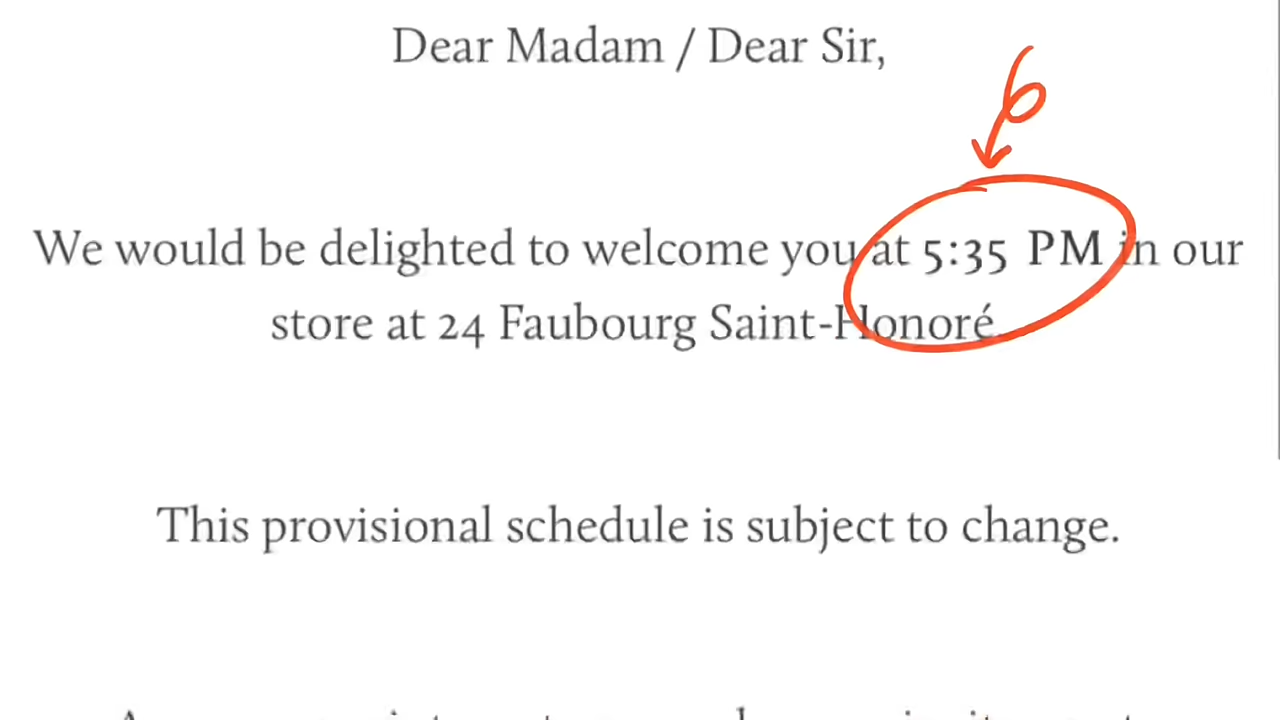 Dear Madam / Dear Sir,
We would be delighted to welcome you at 5:35 PM in our
store at 24 Faubourg Saint-Honoré.
This provisional schedule is subject to change.